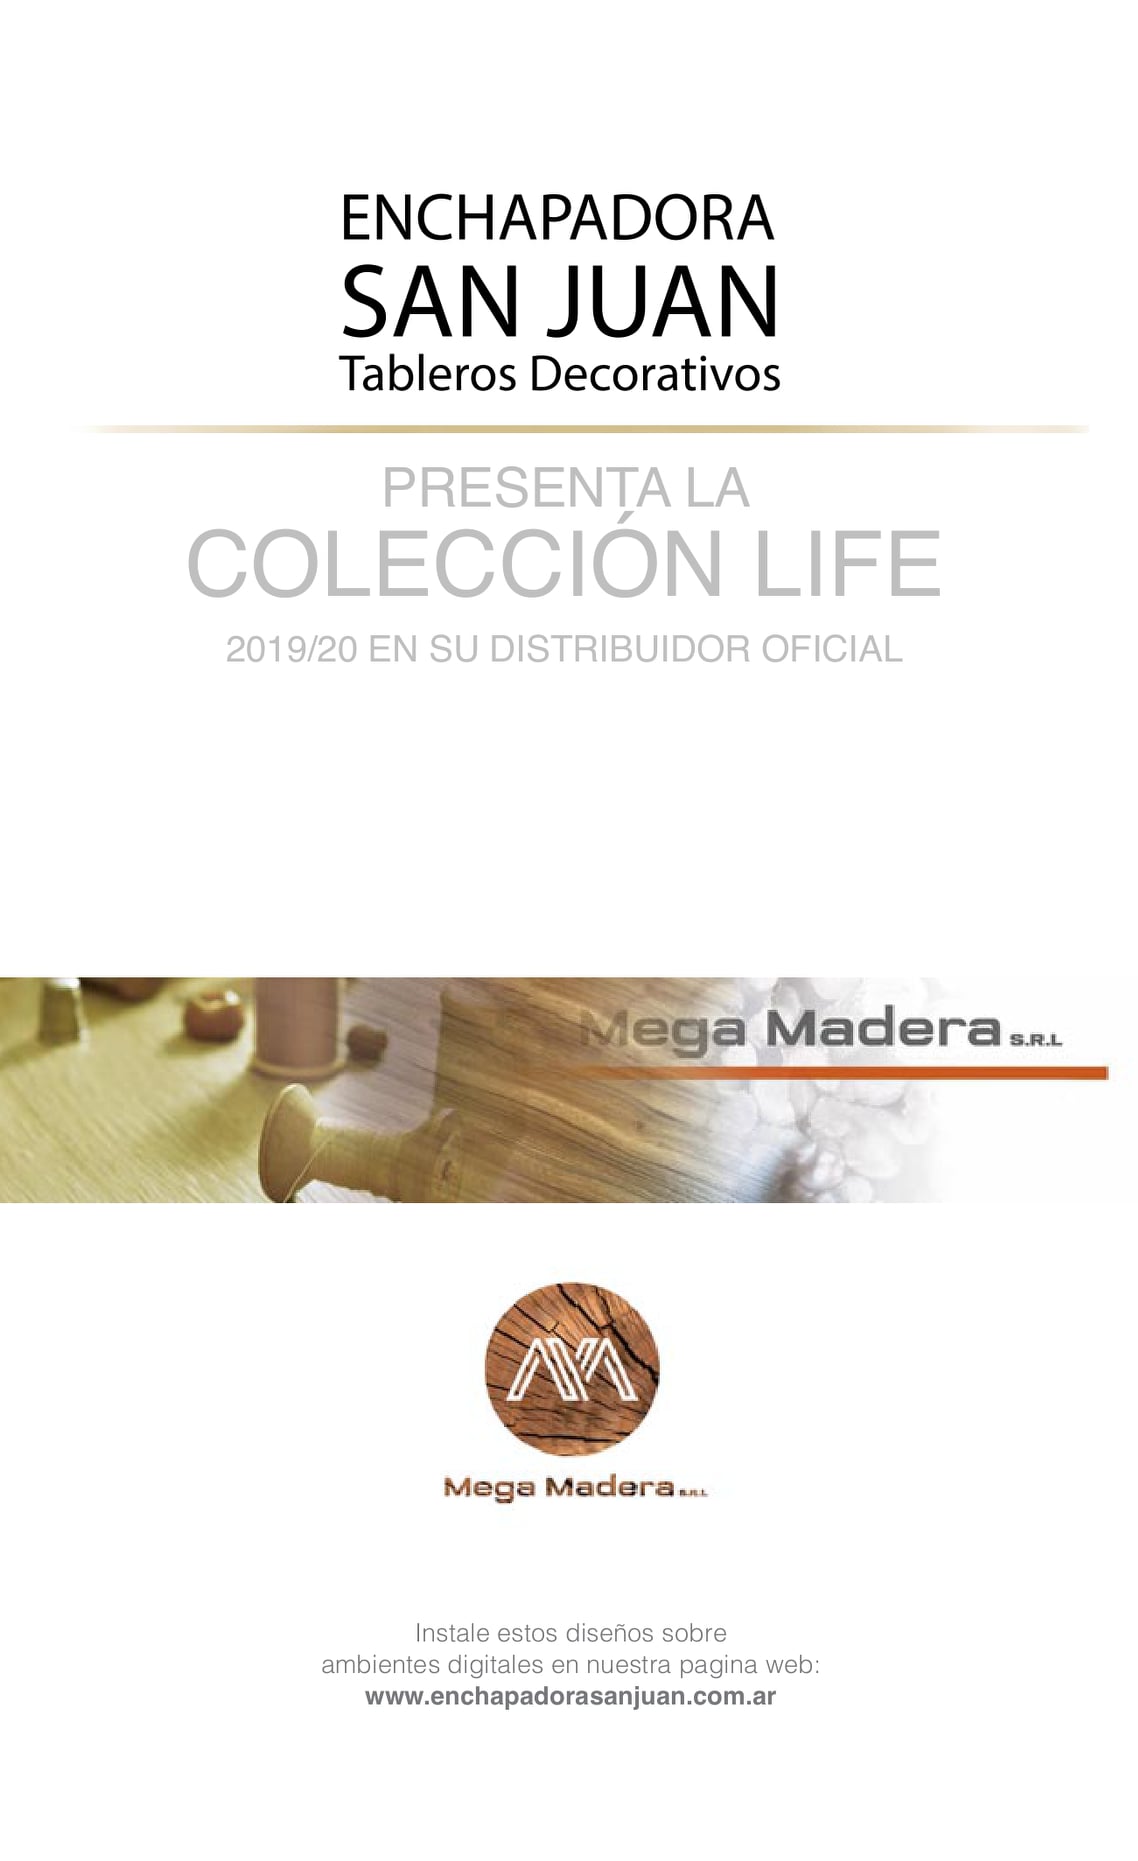 ENCHAPADORA
SAN JUAN
Tableros Decorativos
PRESENTA LA
COLECCIÓN LIFE
2019/20 EN SU DISTRIBUIDOR OFICIAL
Mega Madera S.R.L
Mega Madera S.R.L
Instale estos diseños sobre
ambientes digitales en nuestra pagina web:
www.enchapadorasanjuan.com.ar